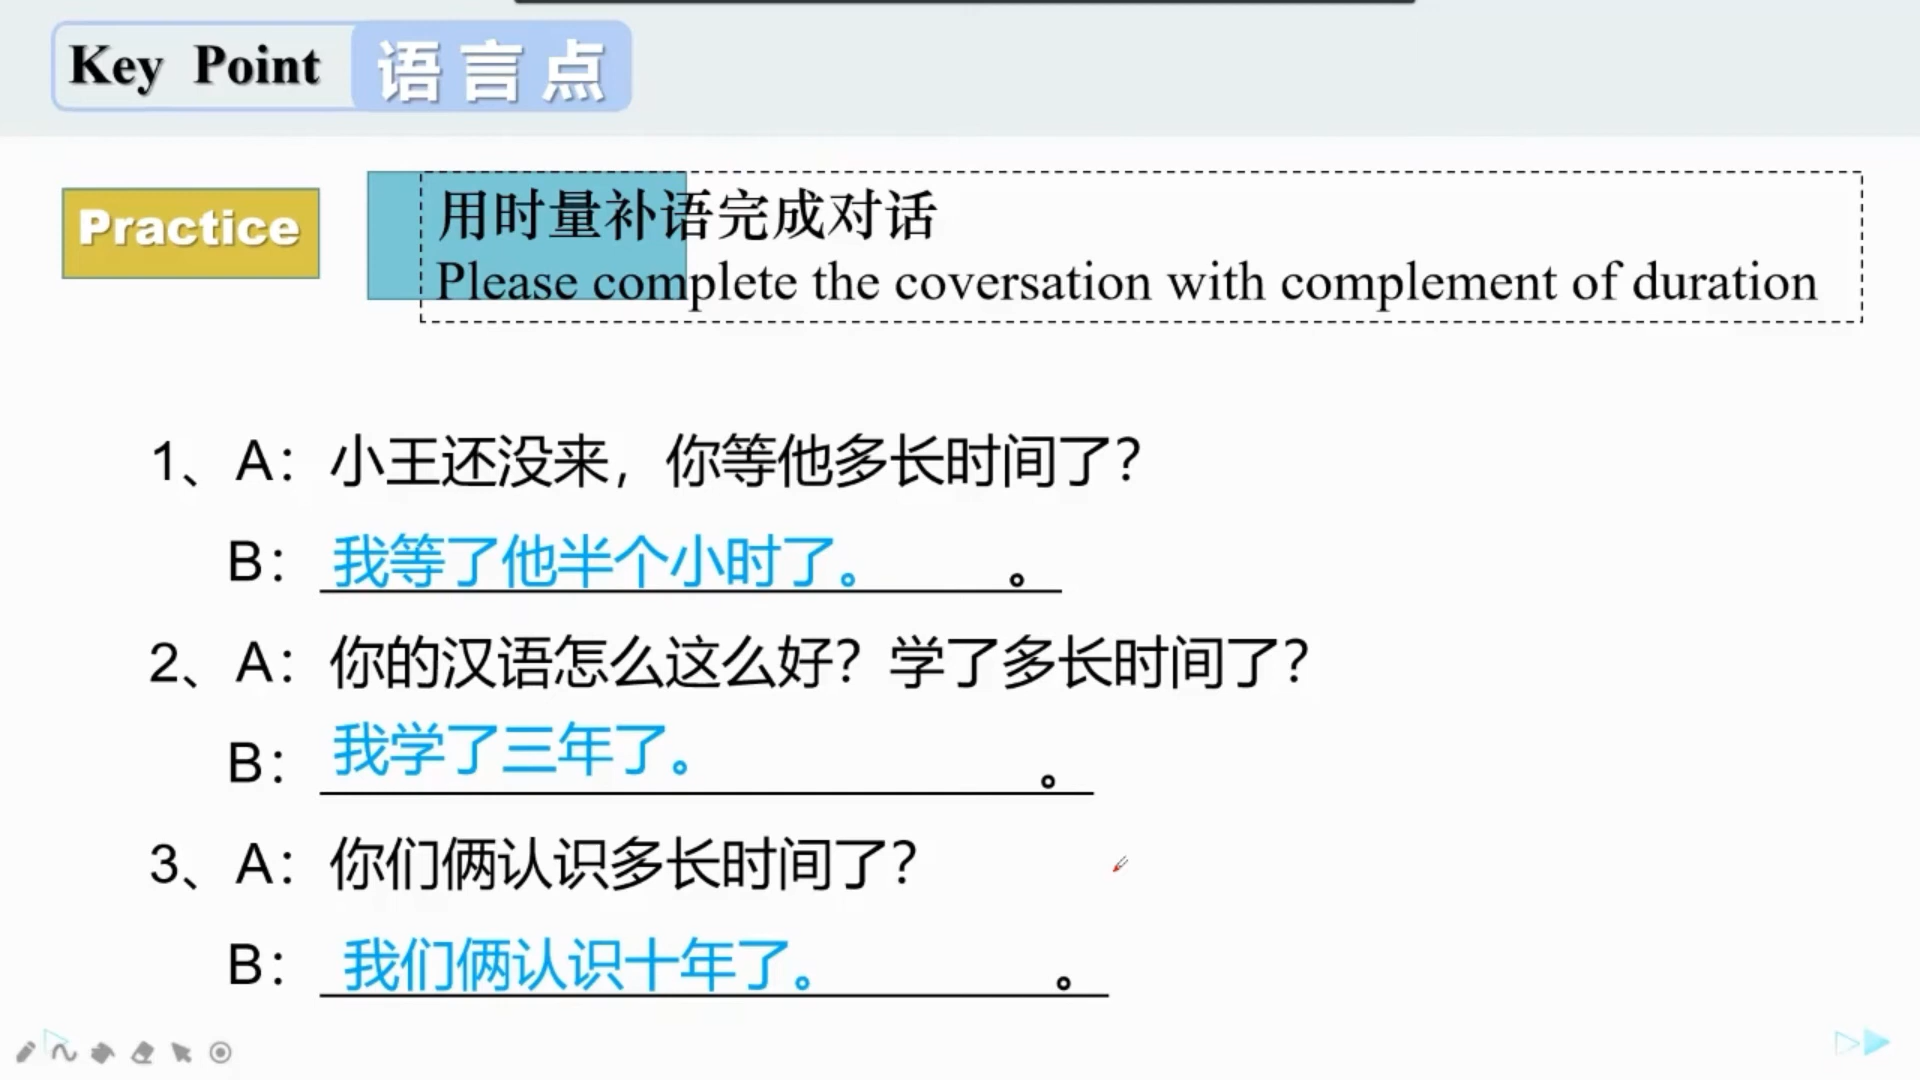 Key Point 语言点
Practice
用时量补语完成对话
Please complete the coversation with complement of duration
1、A：小王还没来，你等他多长时间了？
B：我等了他半个小时了。 。
2、A：你的汉语怎么这么好？学了多长时间了？
B：我学了三年了。 。
3、A：你们俩认识多长时间了？
B：我们俩认识十年了。 。